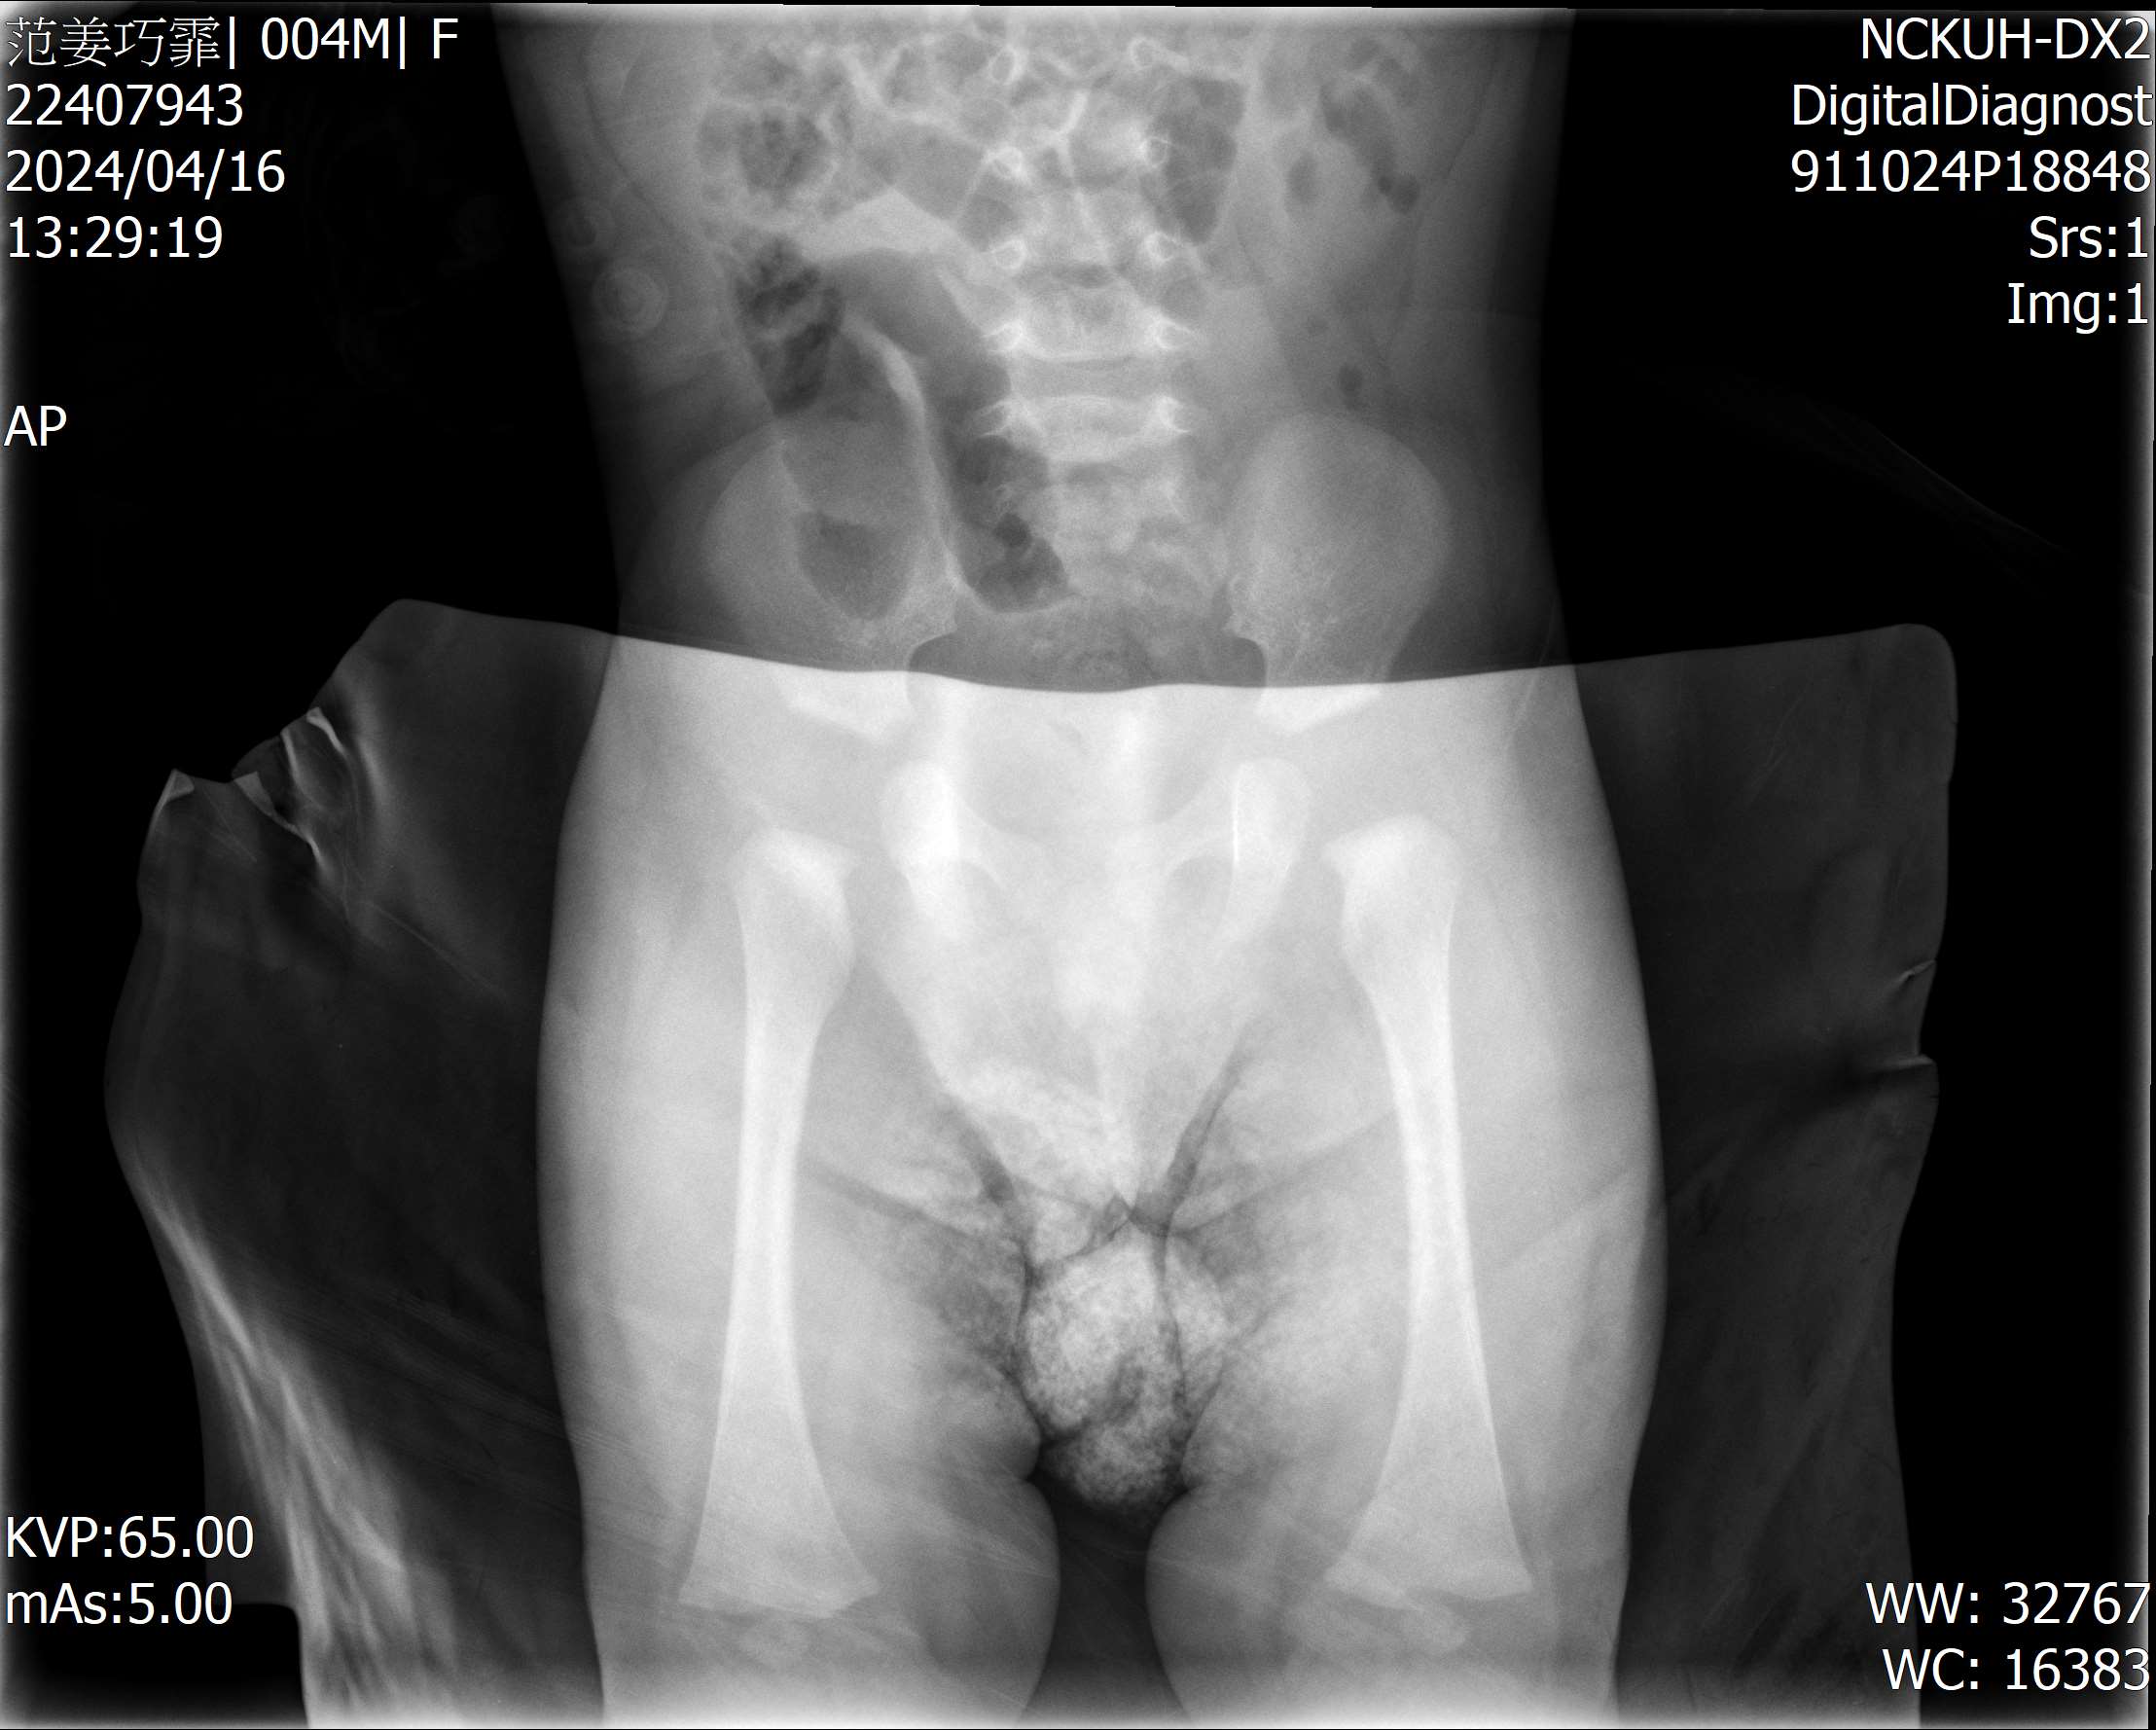 范姜巧霏| 004M| F
22407943
2024/04/16
13:29:19
AP
KVP:65.00
mAs:5.00
NCKUH-DX2
DigitalDiagnost
911024P18848
Srs:1
Img:1
WW: 32767
WC: 16383